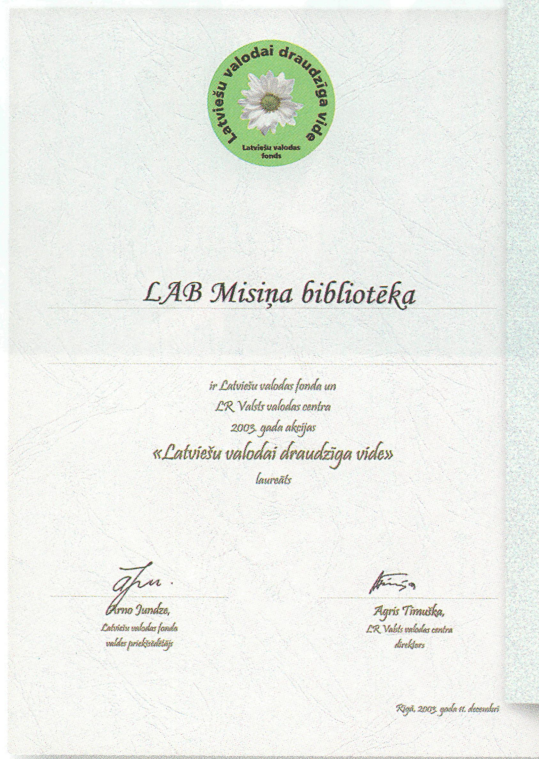 Latviešu valodai draudzīga vide
Latviešu valodas
fonds
LAB Misiņa bibliotēka
ir Latviešu valodas fonda un
LR Valsts valodas centra
2003. gada akcijas
«Latviešu valodai draudzīga vide»
laureāts
Arno Jundze,
Latviešu valodas fonda
valdes priekšsēdētājs
Agris Timuška,
LR Valsts valodas centra
direktors
Rīgā, 2003. gada 11. decembrī